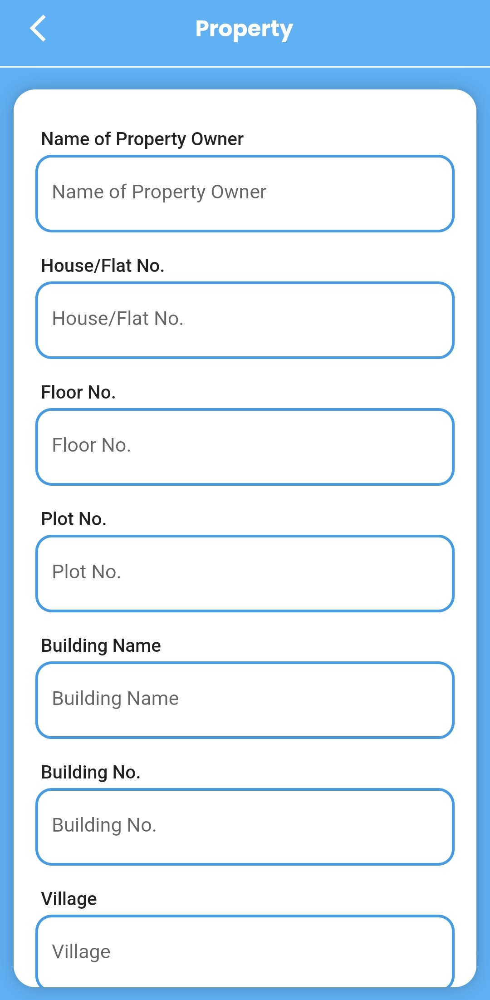 Property
Name of Property Owner
Name of Property Owner
House/Flat No.
House/Flat No.
Floor No.
Floor No.
Plot No.
Plot No.
Building Name
Building Name
Building No.
Building No.
Village
Village